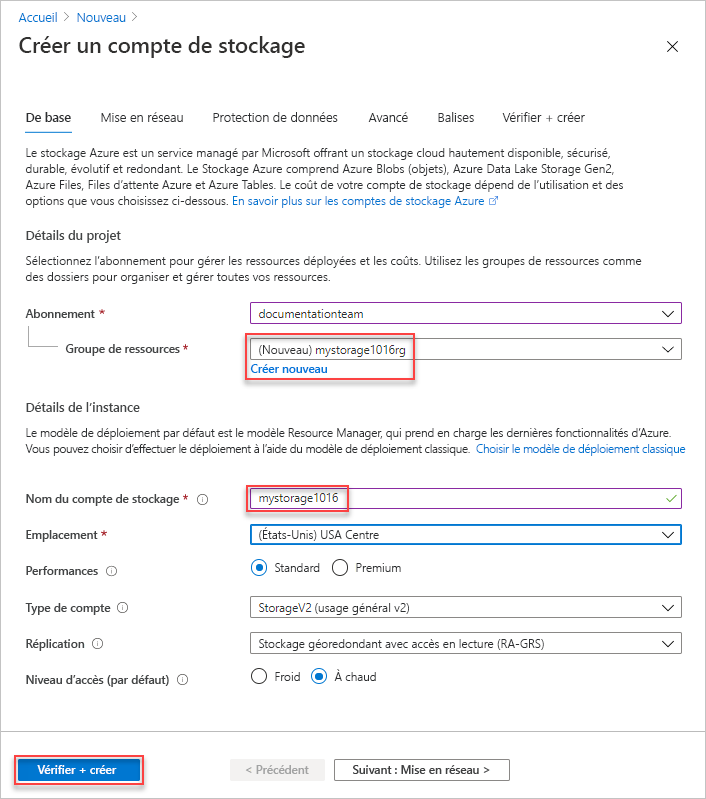 Accueil > Nouveau >
Créer un compte de stockage
De base Mise en réseau Protection de données Avancé Balises Vérifier + créer
Le stockage Azure est un service managé par Microsoft offrant un stockage cloud hautement disponible, sécurisé,
durable, évolutif et redondant. Le Stockage Azure comprend Azure Blobs (objets), Azure Data Lake Storage Gen2,
Azure Files, Files d'attente Azure et Azure Tables. Le coût de votre compte de stockage dépend de l'utilisation et des
options que vous choisissez ci-dessous. En savoir plus sur les comptes de stockage Azure
Détails du projet
Sélectionnez l'abonnement pour gérer les ressources déployées et les coûts. Utilisez les groupes de ressources comme
des dossiers pour organiser et gérer toutes vos ressources.
Abonnement * documentationteam
Groupe de ressources * (Nouveau) mystorage1016rg
Créer nouveau
Détails de l'instance
Le modèle de déploiement par défaut est le modèle Resource Manager, qui prend en charge les dernières fonctionnalités d'Azure.
Vous pouvez choisir d'effectuer le déploiement à l'aide du modèle de déploiement classique. Choisir le modèle de déploiement classique
Nom du compte de stockage * mystorage1016
Emplacement * (États-Unis) USA Centre
Performances Standard Premium
Type de compte StorageV2 (usage général v2)
Réplication Stockage géoredondant avec accès en lecture (RA-GRS)
Niveau d'accès (par défaut) Froid À chaud
Vérifier + créer < Précédent Suivant : Mise en réseau >